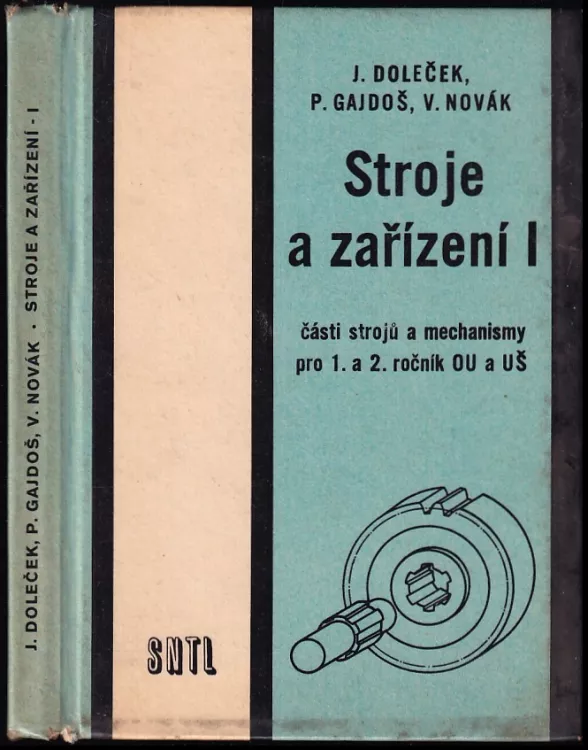 J. DOLEČEK, P. GAJDOŠ, V. NOVÁK • STROJE A ZAŘÍZENÍ - I
J. DOLEČEK,
P. GAJDOŠ, V. NOVÁK
Stroje
a zařízení I
části strojů a mechanismy
pro 1. a 2. ročník OU a UŠ
SNTL